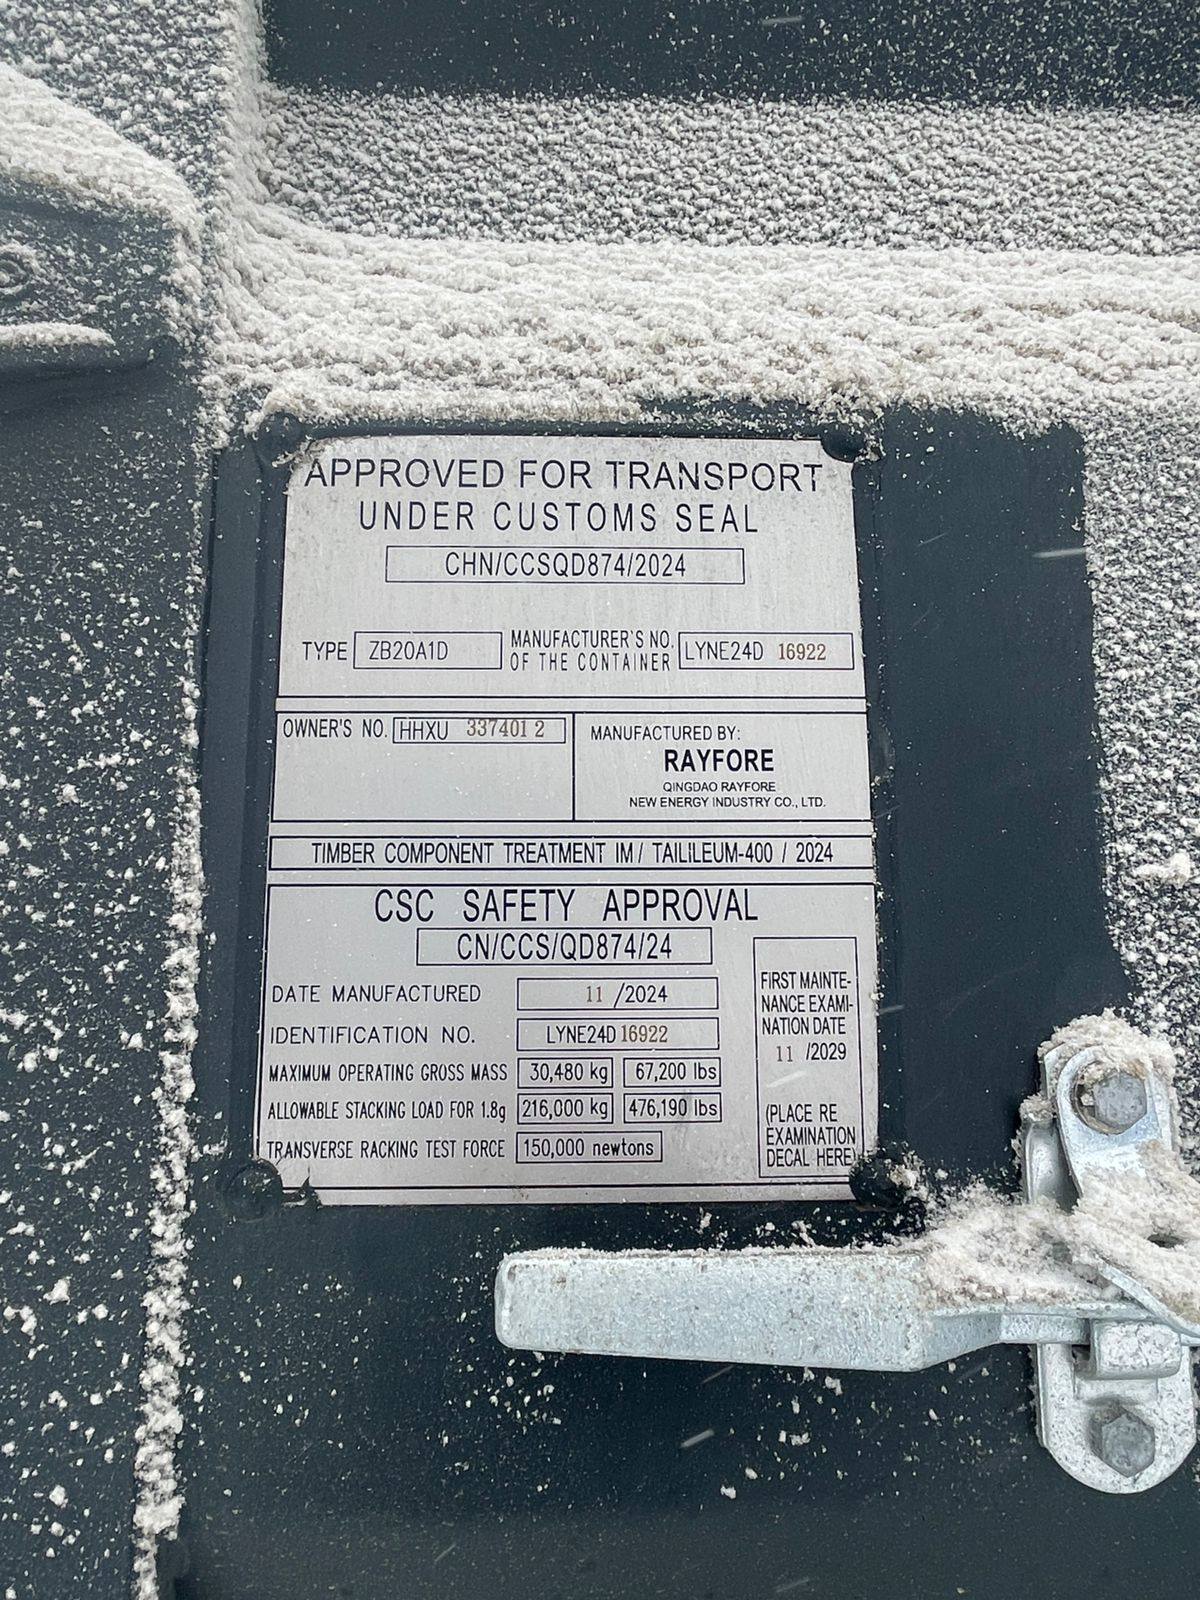 APPROVED FOR TRANSPORT
UNDER CUSTOMS SEAL
CHN/CCSQD874/2024
TYPE ZB20A1D MANUFACTURER'S NO. OF THE CONTAINER LYNE24D 16922
OWNER'S NO. HHXU 337401 2
MANUFACTURED BY:
RAYFORE
QINGDAO RAYFORE
NEW ENERGY INDUSTRY CO., LTD.
TIMBER COMPONENT TREATMENT IM / TAILILEUM-400 / 2024
CSC SAFETY APPROVAL
CN/CCS/QD874/24
DATE MANUFACTURED 11 /2024
IDENTIFICATION NO. LYNE24D 16922
MAXIMUM OPERATING GROSS MASS 30,480 kg 67,200 lbs
ALLOWABLE STACKING LOAD FOR 1.8g 216,000 kg 476,190 lbs
TRANSVERSE RACKING TEST FORCE 150,000 newtons
FIRST MAINTE-
NANCE EXAMI-
NATION DATE
11 /2029
(PLACE RE
EXAMINATION
DECAL HERE)